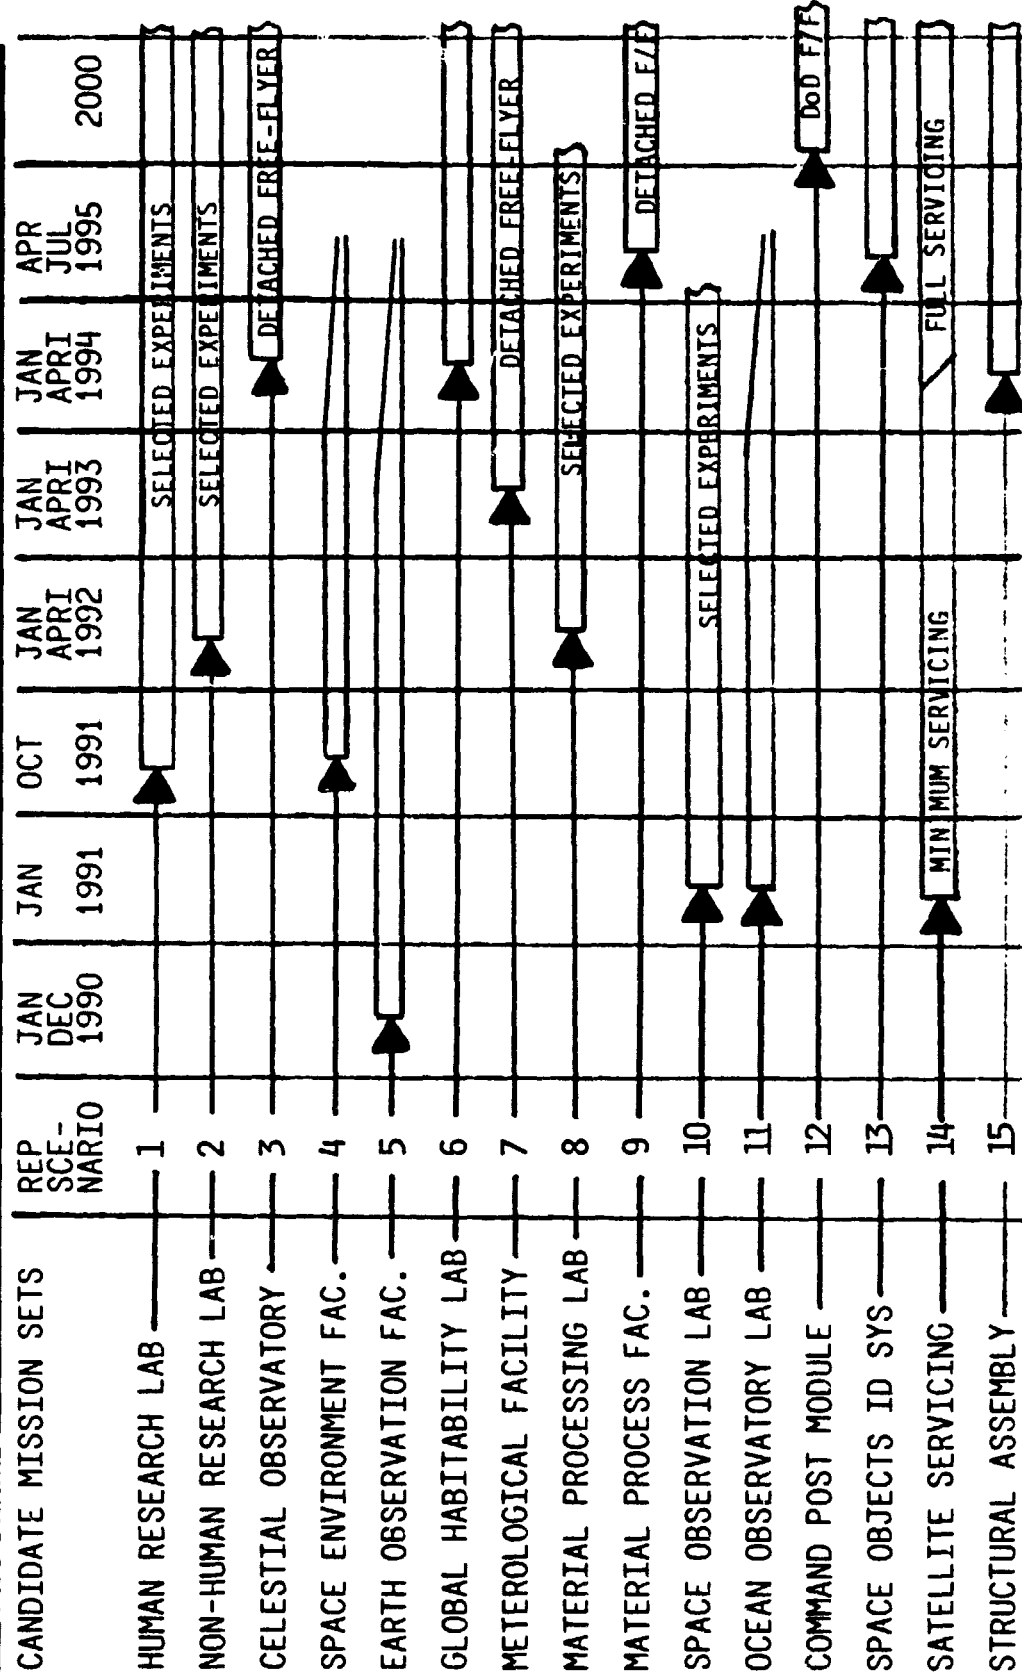 CANDIDATE MISSION SETS
REP SCE- NARIO
JAN DEC 1990
JAN 1991
OCT 1991
JAN APRI 1992
JAN APRI 1993
JAN APRI 1994
APR JUL 1995
2000
HUMAN RESEARCH LAB 1 SELECTED EXPERIMENTS
NON-HUMAN RESEARCH LAB 2 SELECTED EXPERIMENTS
CELESTIAL OBSERVATORY 3 DETACHED FREE-FLYER
SPACE ENVIRONMENT FAC. 4
EARTH OBSERVATION FAC. 5
GLOBAL HABITABILITY LAB 6
METEROLOGICAL FACILITY 7 DETACHED FREE-FLYER
MATERIAL PROCESSING LAB 8 SELECTED EXPERIMENTS
MATERIAL PROCESS FAC. 9 DETACHED F/F
SPACE OBSERVATION LAB 10 SELECTED EXPERIMENTS
OCEAN OBSERVATORY LAB 11
COMMAND POST MODULE 12 DoD F/F
SPACE OBJECTS ID SYS 13
SATELLITE SERVICING 14 MINIMUM SERVICING FULL SERVICING
STRUCTURAL ASSEMBLY 15